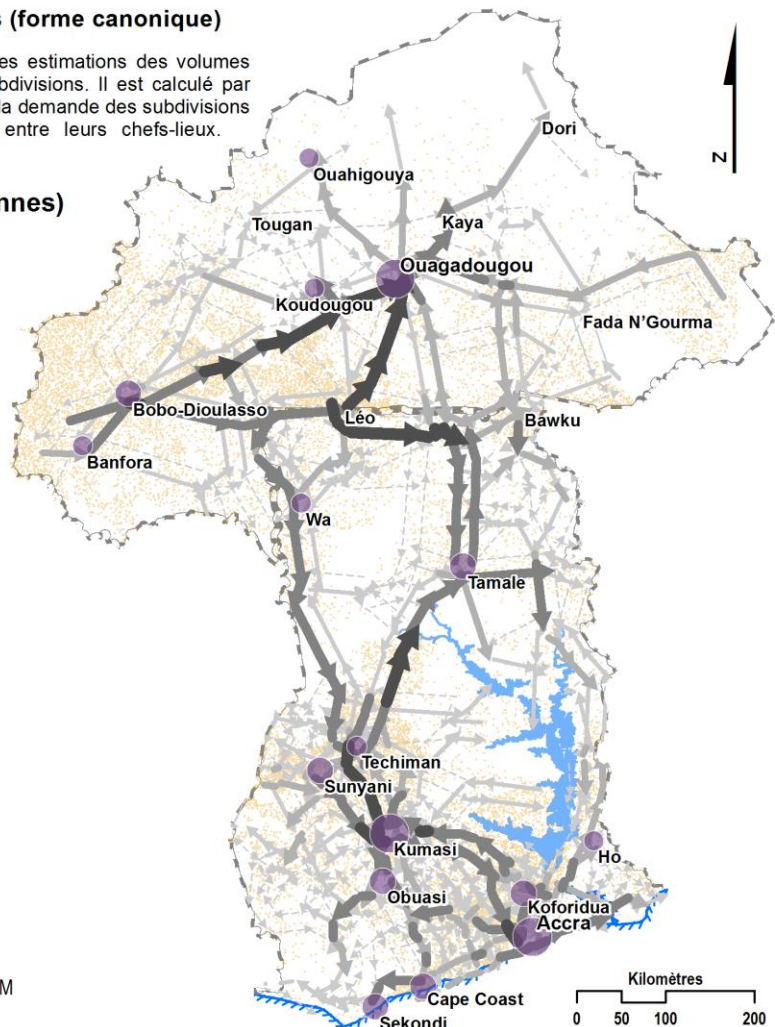 s (forme canonique)
es estimations des volumes
bdivisions. Il est calculé par
la demande des subdivisions
entre leurs chefs-lieux.
nnes)
N
Dori
Ouahigouya
Tougan
Kaya
Ouagadougou
Koudougou
Fada N'Gourma
Bobo-Dioulasso
Léo
Bawku
Banfora
Wa
Tamale
Techiman
Sunyani
Kumasi
Ho
Obuasi
Koforidua
Accra
M
Kilomètres
Cape Coast
0 50 100 200
Sekondi